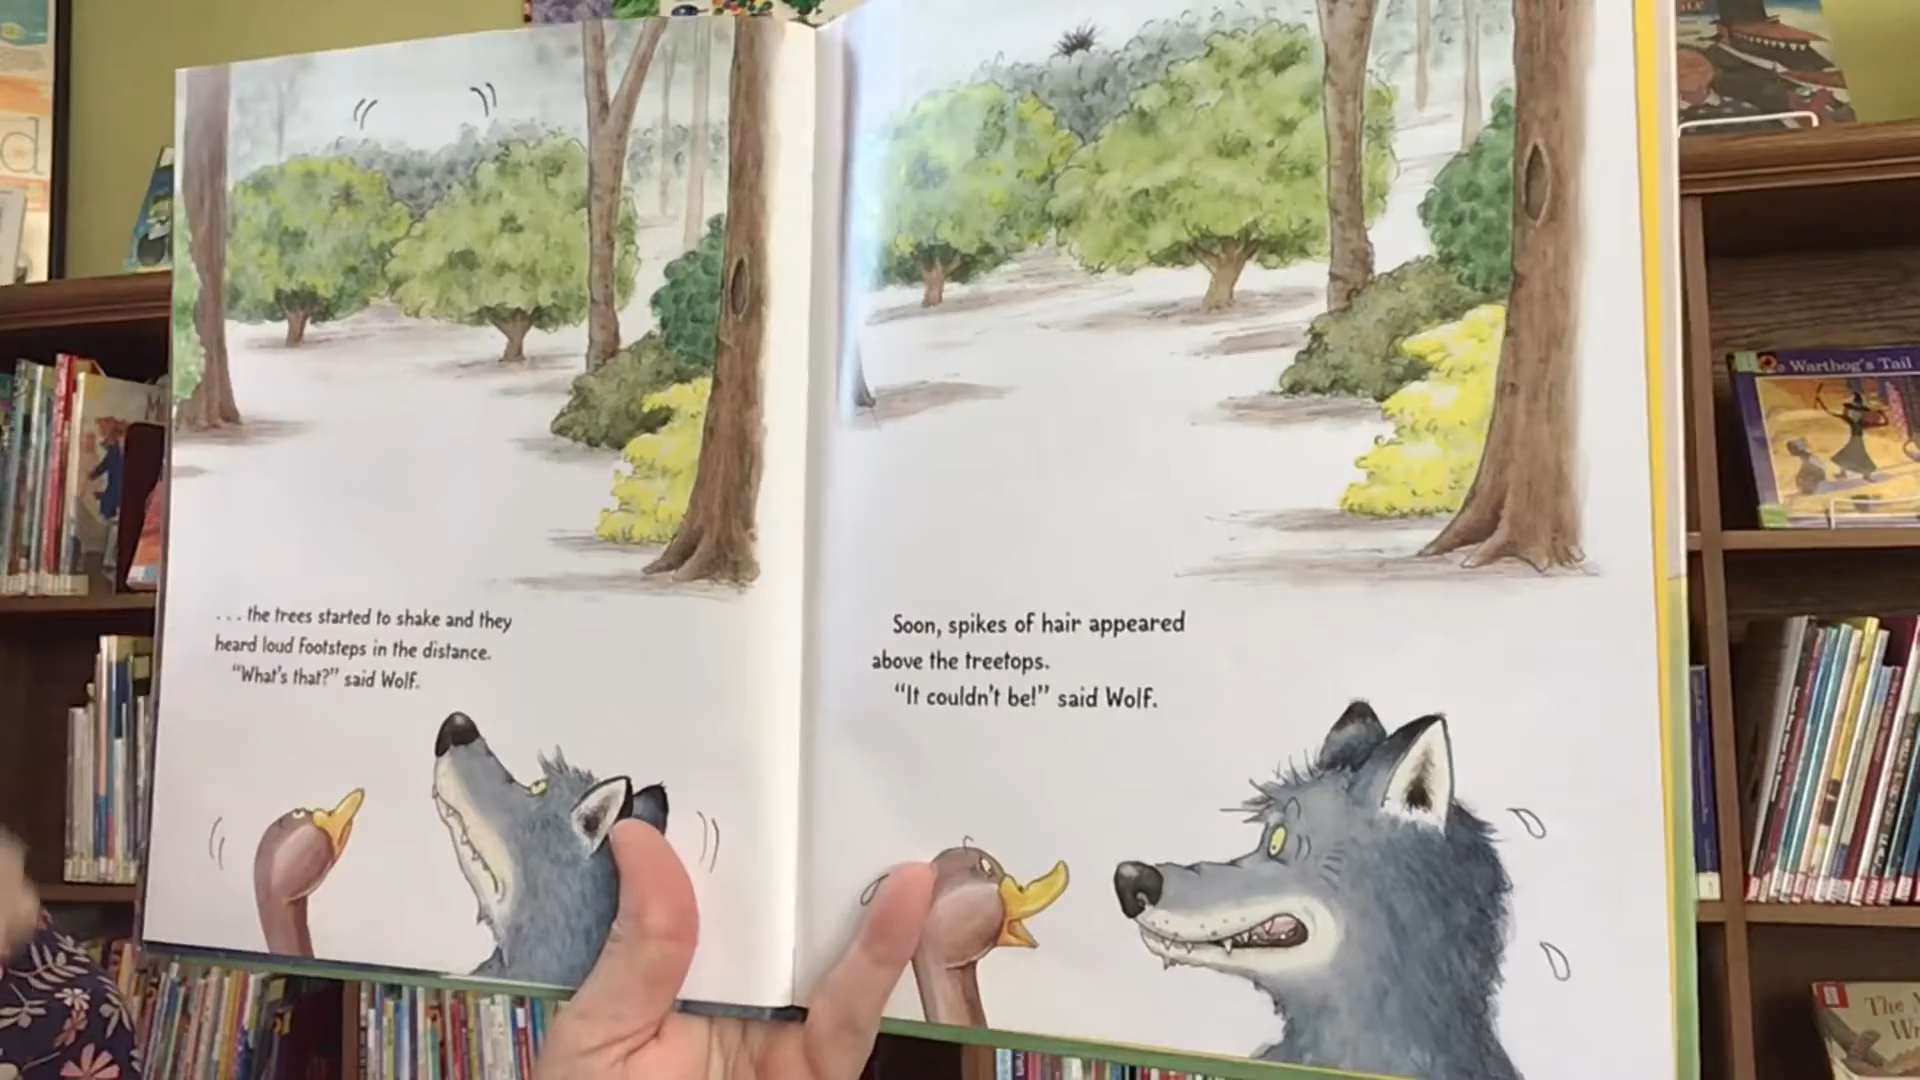 . . . the trees started to shake and they
heard loud footsteps in the distance.
“What's that?” said Wolf.
Soon, spikes of hair appeared
above the treetops.
“It couldn't be!” said Wolf.
Warthog's Tail
The
d